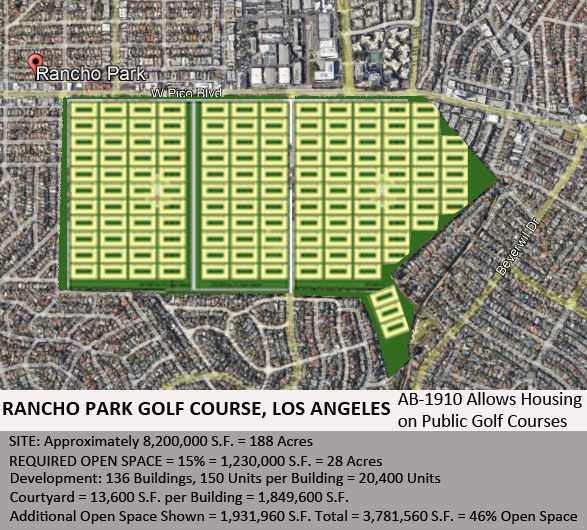 Rancho Park
W Pico Blvd
Beverwil Dr
RANCHO PARK GOLF COURSE, LOS ANGELES
AB-1910 Allows Housing
on Public Golf Courses
SITE: Approximately 8,200,000 S.F. = 188 Acres
REQUIRED OPEN SPACE = 15% = 1,230,000 S.F. = 28 Acres
Development: 136 Buildings, 150 Units per Building = 20,400 Units
Courtyard = 13,600 S.F. per Building = 1,849,600 S.F.
Additional Open Space Shown = 1,931,960 S.F. Total = 3,781,560 S.F. = 46% Open Space